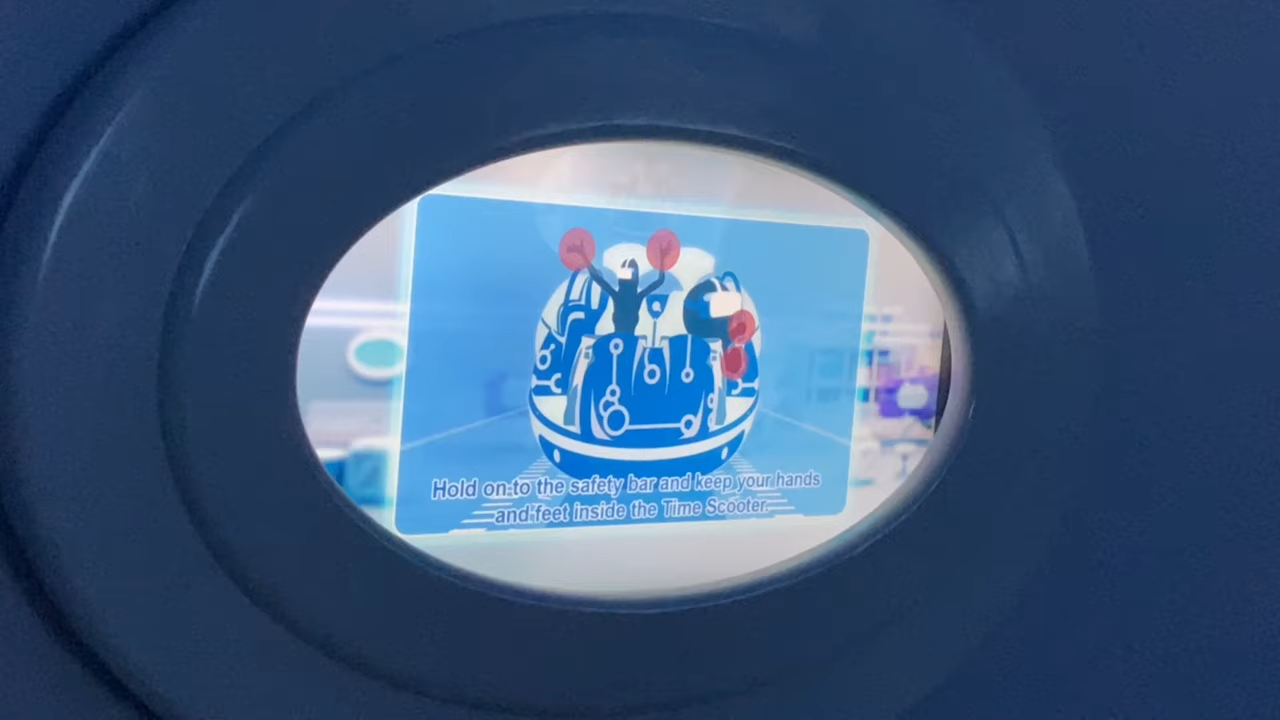 Hold on to the safety bar and keep your hands
and feet inside the Time Scooter.